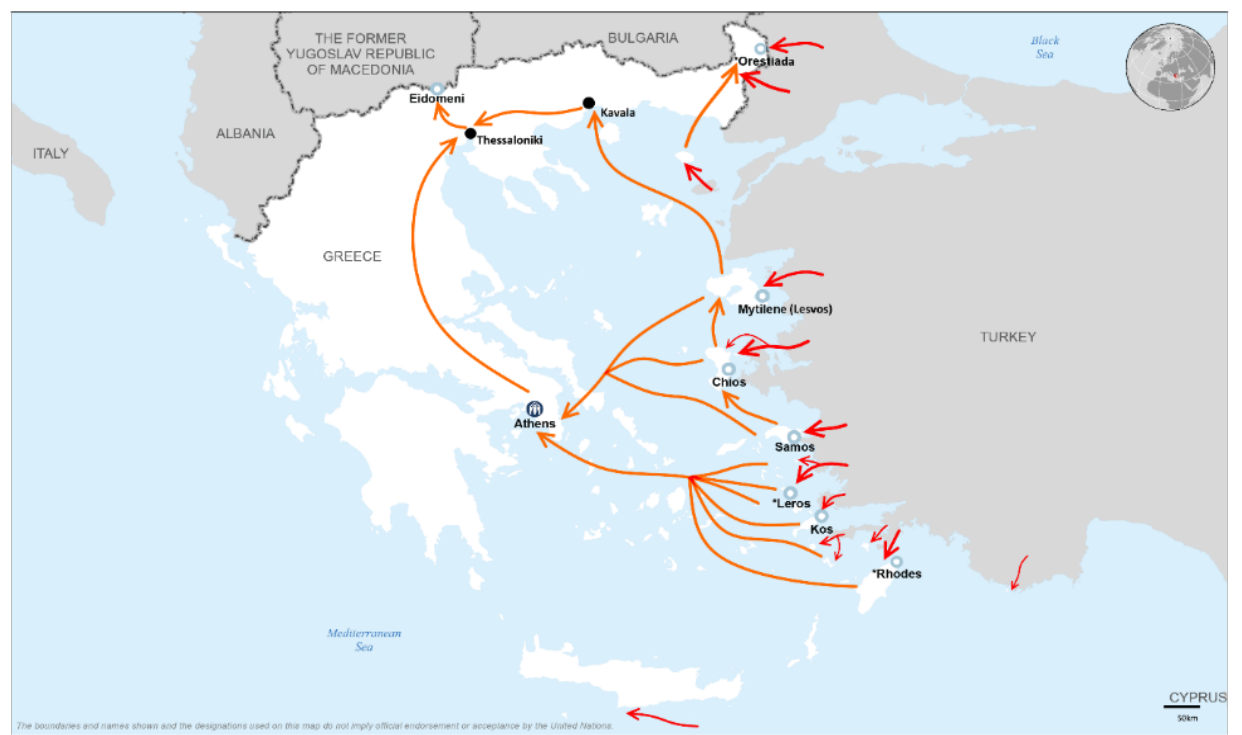 THE FORMER
YUGOSLAV REPUBLIC
OF MACEDONIA
BULGARIA
Black
Sea
*Orestiada
Eidomeni
Kavala
ALBANIA
Thessaloniki
ITALY
GREECE
Mytilene (Lesvos)
TURKEY
Chios
Athens
Samos
*Leros
Kos
*Rhodes
Mediterranean
Sea
CYPRUS
50km
The boundaries and names shown and the designations used on this map do not imply official endorsement or acceptance by the United Nations.